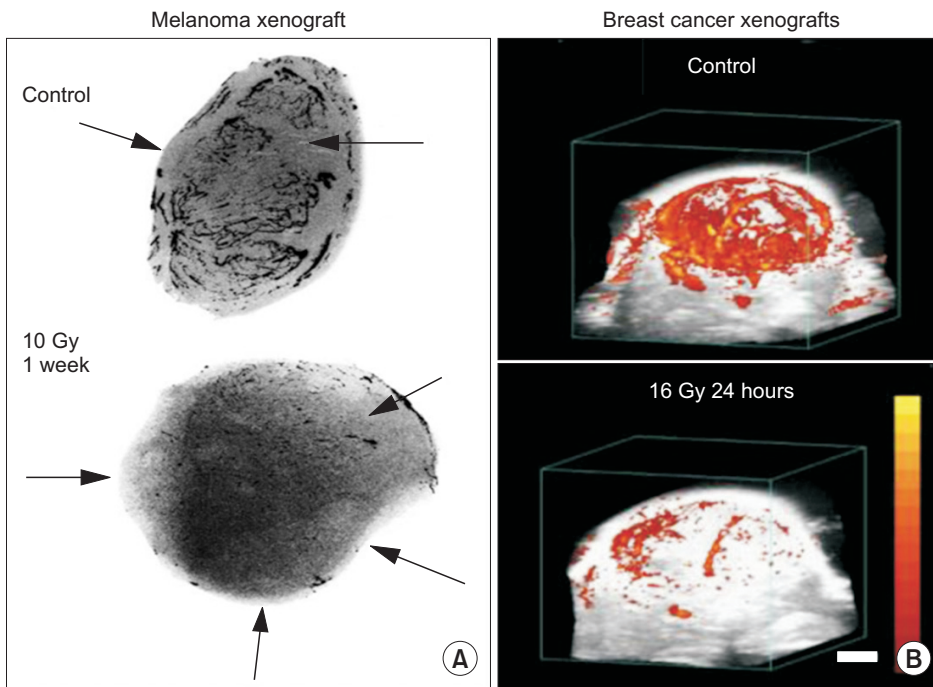 Melanoma xenograft
Control
10 Gy
1 week
A
Breast cancer xenografts
Control
16 Gy 24 hours
B